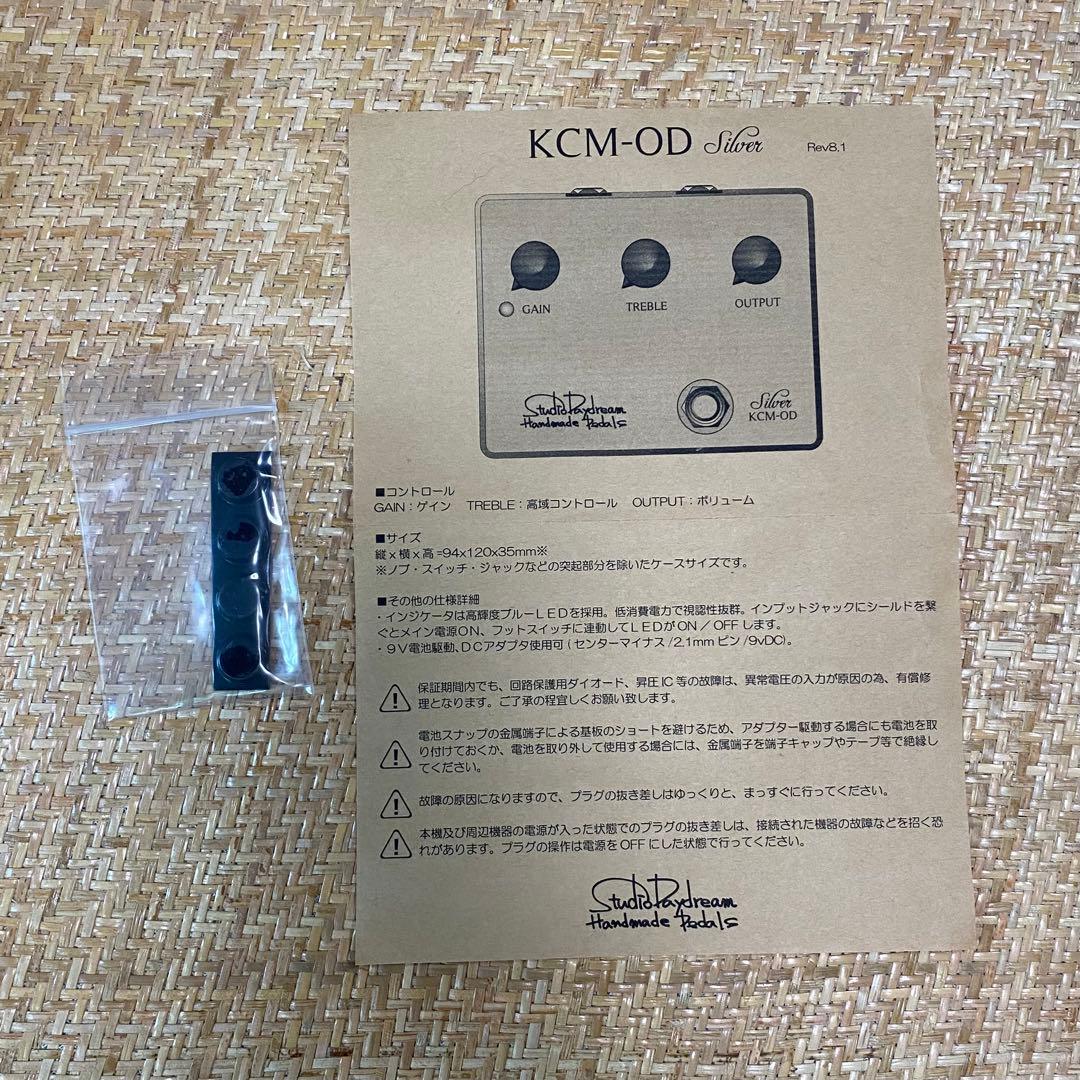 KCM-OD Silver Rev8.1
GAIN TREBLE OUTPUT
StudioDaydream
Handmade Pedals
Silver
KCM-OD
■コントロール
GAIN：ゲイン TREBLE：高域コントロール OUTPUT：ボリューム
■サイズ
縦x横x高=94x120x35mm※
※ノブ・スイッチ・ジャックなどの突起部分を除いたケースサイズです。
■その他の仕様詳細
・インジケータは高輝度ブルーLEDを採用。低消費電力で視認性抜群。インプットジャックにシールドを繋
ぐとメイン電源ON、フットスイッチに連動してLEDがON／OFFします。
・9V電池駆動、DCアダプタ使用可(センターマイナス/2.1mmピン/9vDC)。
保証期間内でも、回路保護用ダイオード、昇圧IC等の故障は、異常電圧の入力が原因の為、有償修
理となります。ご了承の程宜しくお願い致します。
電池スナップの金属端子による基板のショートを避けるため、アダプター駆動する場合にも電池を取
り付けておくか、電池を取り外して使用する場合には、金属端子を端子キャップやテープ等で絶縁し
てください。
故障の原因になりますので、プラグの抜き差しはゆっくりと、まっすぐに行ってください。
本機及び周辺機器の電源が入った状態でのプラグの抜き差しは、接続された機器の故障などを招く恐
れがあります。プラグの操作は電源をOFFにした状態で行ってください。
StudioDaydream
Handmade Pedals